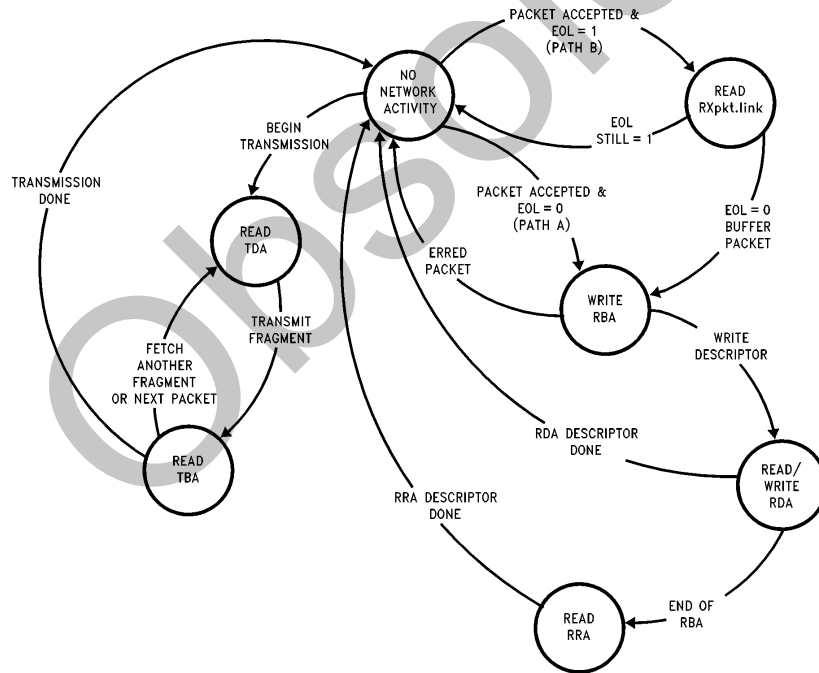 PACKET ACCEPTED &
EOL = 1
(PATH B)
NO
NETWORK
ACTIVITY
READ
RXpkt.link
BEGIN
TRANSMISSION
EOL
STILL = 1
TRANSMISSION
DONE
PACKET ACCEPTED &
EOL = 0
(PATH A)
EOL = 0
BUFFER
PACKET
READ
TDA
ERRED
PACKET
WRITE
RBA
TRANSMIT
FRAGMENT
WRITE
DESCRIPTOR
FETCH
ANOTHER
FRAGMENT
OR NEXT PACKET
RDA DESCRIPTOR
DONE
READ
TBA
READ/
WRITE
RDA
RRA DESCRIPTOR
DONE
END OF
RBA
READ
RRA
Obsole